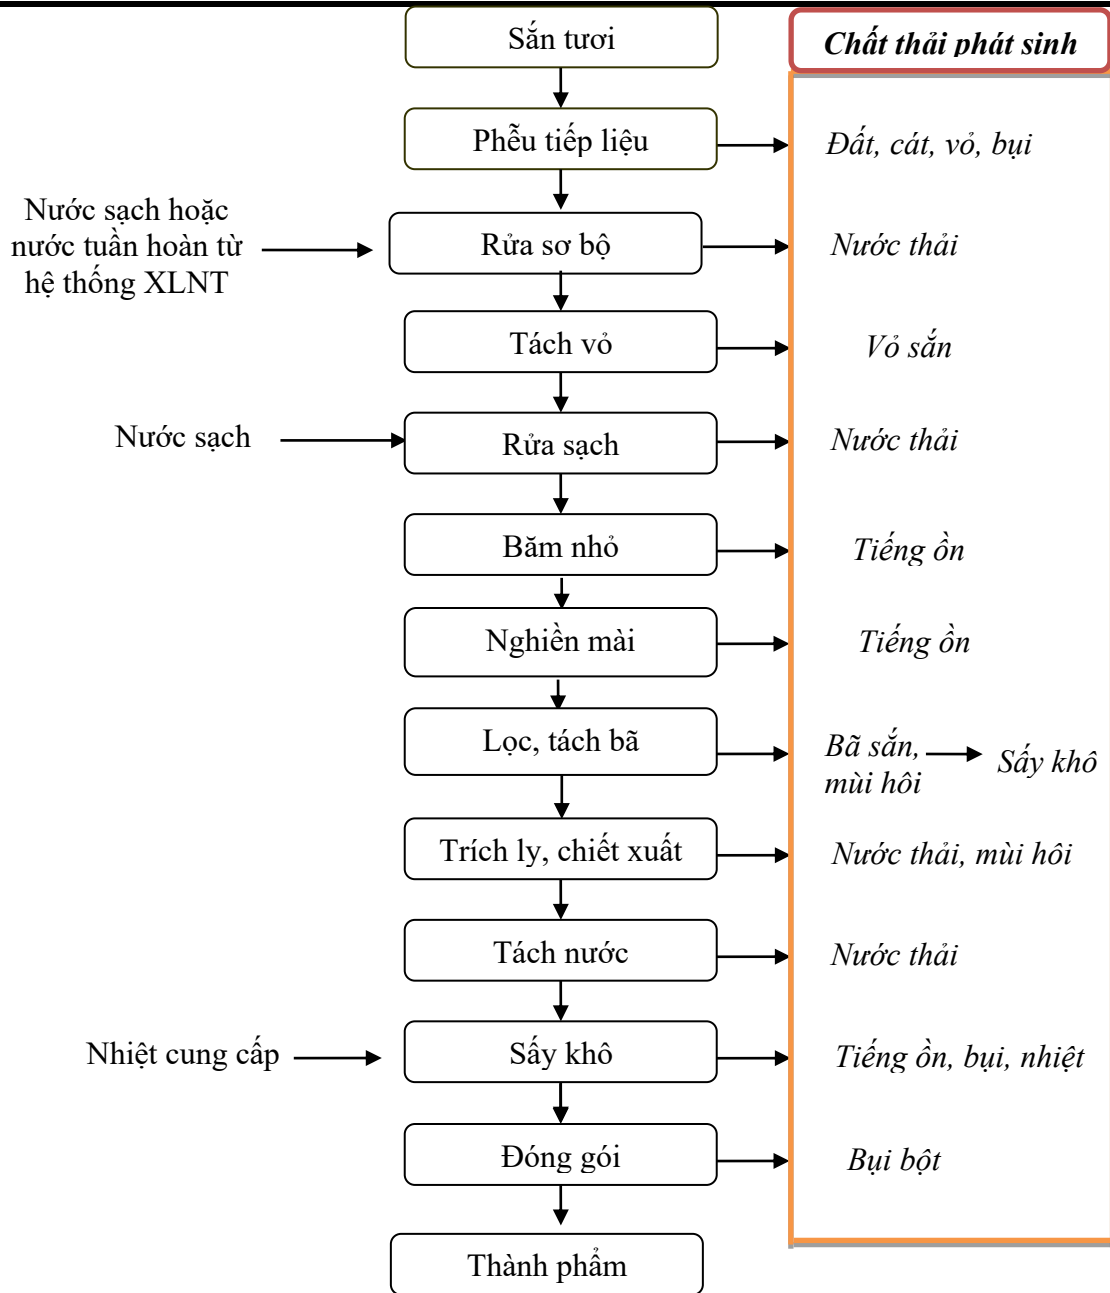 Sắn tươi
Chất thải phát sinh
Phễu tiếp liệu
Đất, cát, vỏ, bụi
Nước sạch hoặc
nước tuần hoàn từ
hệ thống XLNT
Rửa sơ bộ
Nước thải
Tách vỏ
Vỏ sắn
Nước sạch
Rửa sạch
Nước thải
Băm nhỏ
Tiếng ồn
Nghiền mài
Tiếng ồn
Lọc, tách bã
Bã sắn,
mùi hôi
Sấy khô
Trích ly, chiết xuất
Nước thải, mùi hôi
Tách nước
Nước thải
Nhiệt cung cấp
Sấy khô
Tiếng ồn, bụi, nhiệt
Đóng gói
Bụi bột
Thành phẩm